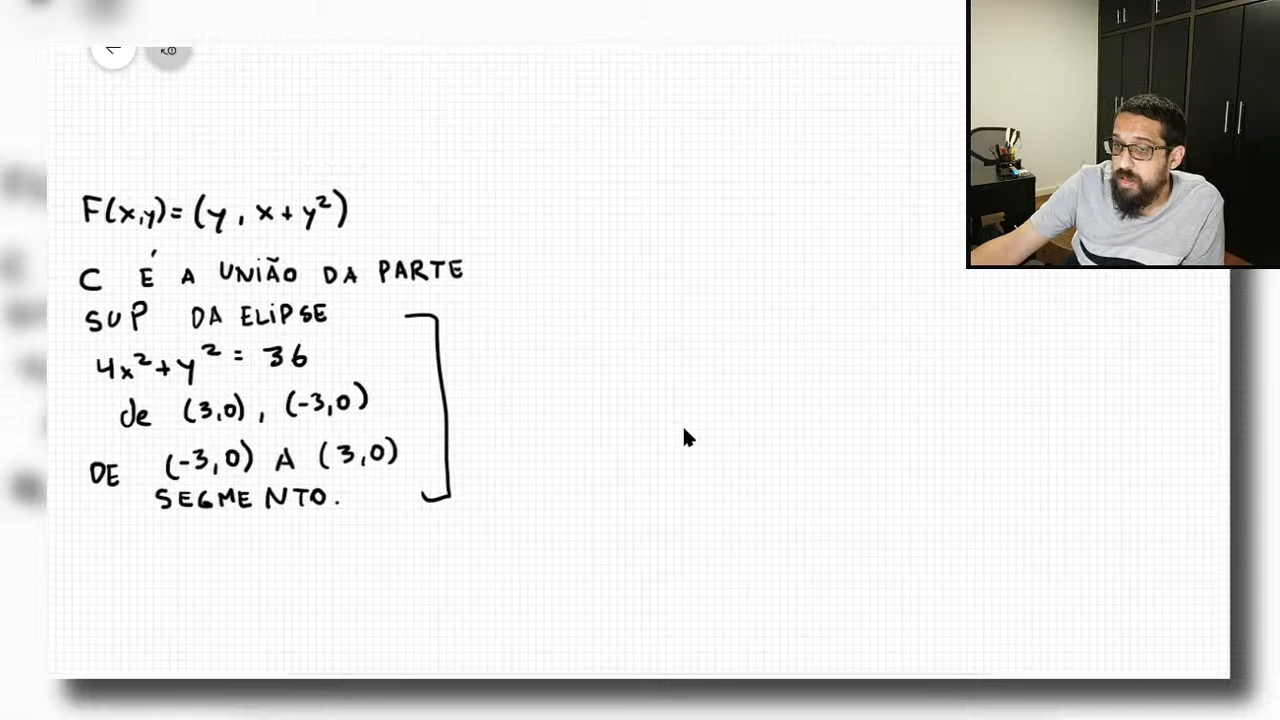 F(x,y)= (y , x + y²)
C É A UNIÃO DA PARTE
SUP DA ELIPSE
4x² + y² = 36
de (3,0) , (-3,0)
DE (-3,0) A (3,0)
SEGMENTO.